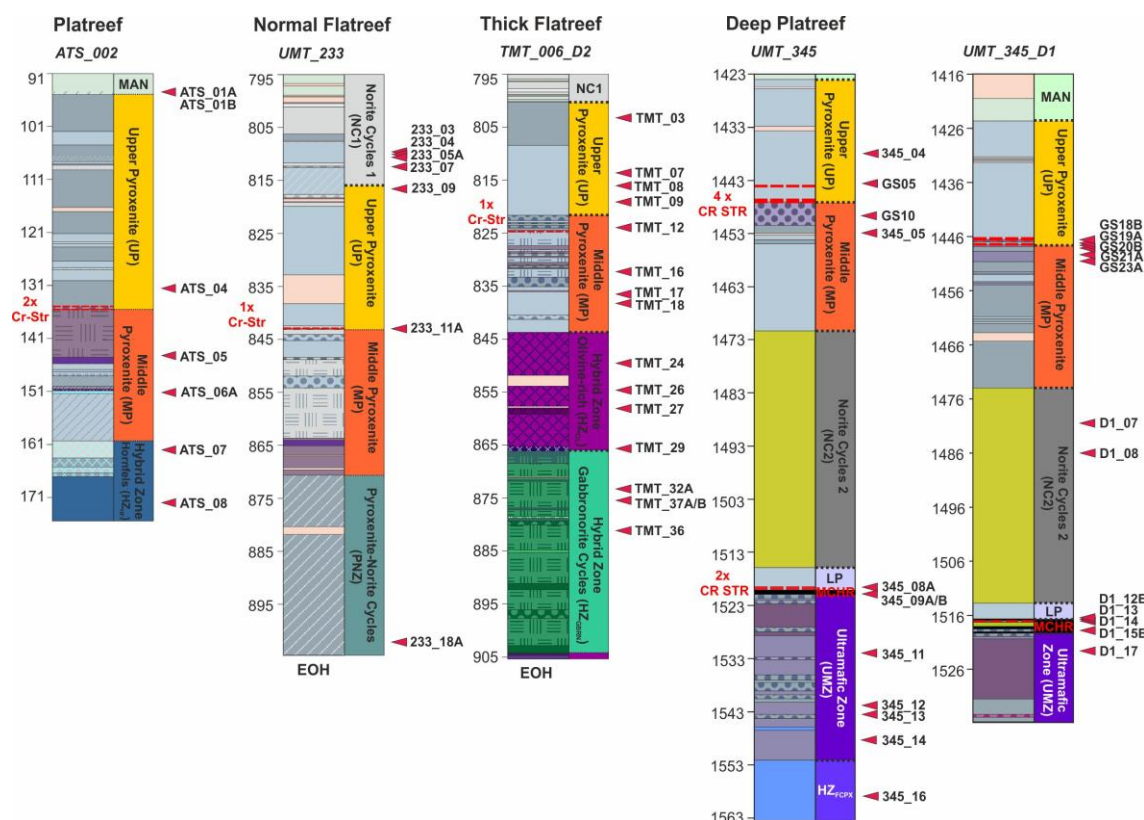 Platreef
ATS_002
91
101
111
121
131
141
151
161
171
2x
Cr-Str
MAN
Upper Pyroxenite (UP)
Middle
Pyroxenite (MP)
Hybrid Zone
ATS_01A
ATS_01B
ATS_04
ATS_05
ATS_06A
ATS_07
ATS_08
Normal Flatreef
UMT_233
795
805
815
825
835
845
855
865
875
885
895
EOH
1x
Cr-Str
Norite Cycles 1
(NC1)
Upper Pyroxenite
(UP)
Middle Pyroxenite
(MP)
Pyroxenite-Norite Cycles
(PNZ)
233_03
233_04
233_05A
233_07
233_09
233_11A
233_18A
Thick Flatreef
TMT_006_D2
795
805
815
825
835
845
855
865
875
885
895
905
EOH
1x
Cr-Str
NC1
Upper
Pyroxenite (UP)
Middle
Pyroxenite (MP)
Hybrid Zone
Hybrid Zone
TMT_03
TMT_07
TMT_08
TMT_09
TMT_12
TMT_16
TMT_17
TMT_18
TMT_24
TMT_26
TMT_27
TMT_29
TMT_32A
TMT_37A/B
TMT_36
Deep Platreef
UMT_345
1423
1433
1443
1453
1463
1473
1483
1493
1503
1513
1523
1533
1543
1553
1563
4 x
CR STR
2x
CR STR
Upper
Pyroxenite (UP)
Middle
Pyroxenite (MP)
Norite Cycles 2
(NC2)
LP
MCHR
Ultramafic Zone
(UMZ)
HZFCPX
345_04
GS05
GS10
345_05
345_08A
345_09A/B
345_11
345_12
345_13
345_14
345_16
UMT_345_D1
1416
1426
1436
1446
1456
1466
1476
1486
1496
1506
1516
1526
MAN
Upper
Pyroxenite (UP)
Middle Pyroxenite
(MP)
Norite Cycles 2
(NC2)
LP
MCHR
Ultramafic
Zone (UMZ)
GS18B
GS19A
GS20B
GS21A
GS23A
D1_07
D1_08
D1_12B
D1_13
D1_14
D1_15B
D1_17